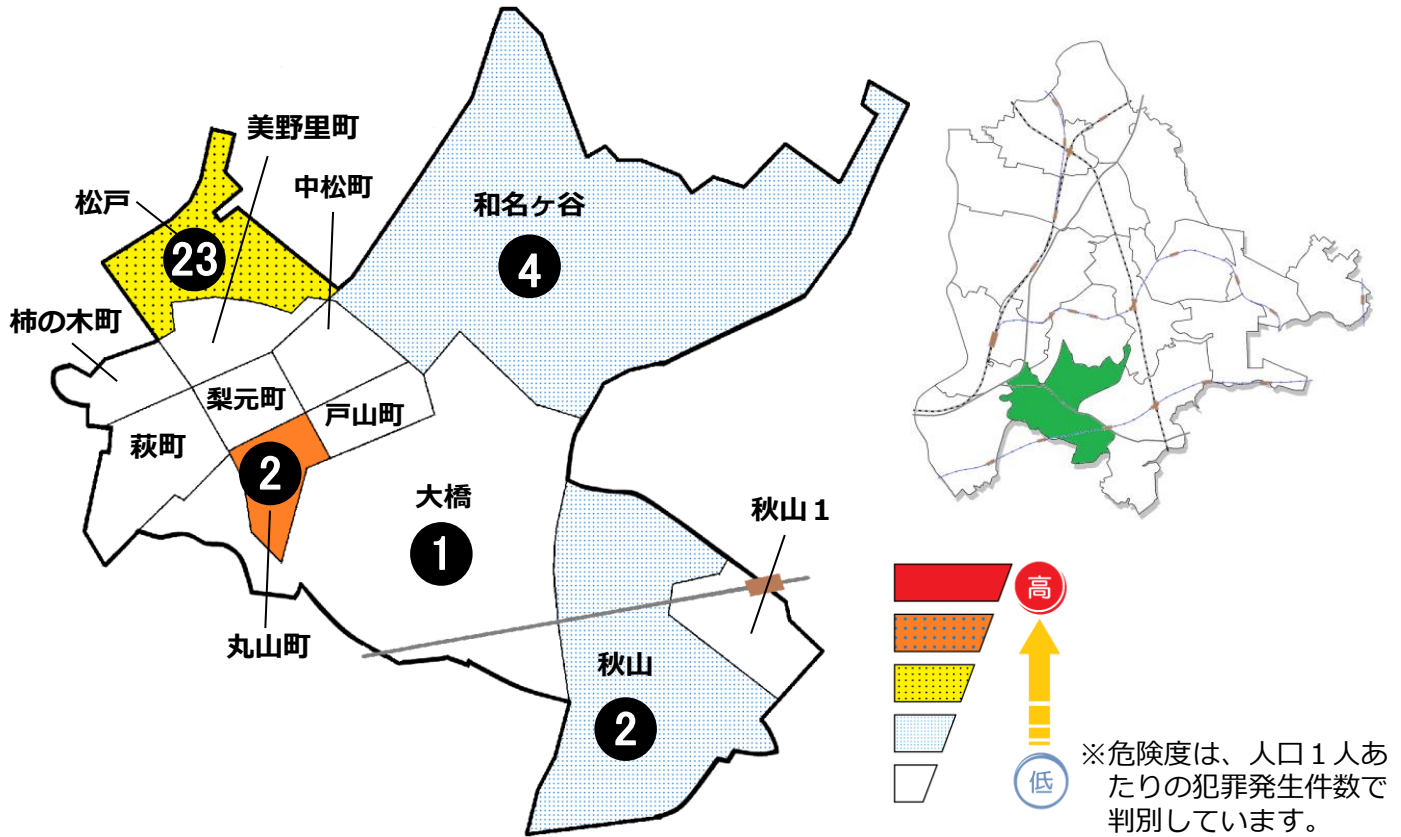 美野里町
中松町
松戸
23
和名ヶ谷
4
柿の木町
梨元町
戸山町
萩町
2
大橋
1
秋山１
丸山町
秋山
2
高
低
※危険度は、人口１人あ
たりの犯罪発生件数で
判別しています。